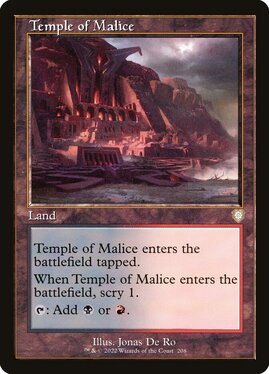 Temple of Malice
Land
Temple of Malice enters the
battlefield tapped.
When Temple of Malice enters the
battlefield, scry 1.
: Add or .
Illus. Jonas De Ro
™ & © 2022 Wizards of the Coast 208